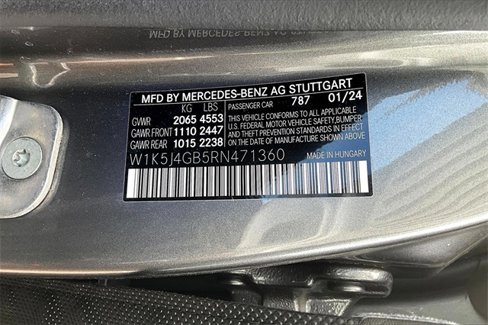 MFD BY MERCEDES-BENZ AG STUTTGART
KG LBS PASSENGER CAR 787 01/24
GVWR 2065 4553 THIS VEHICLE CONFORMS TO ALL APPLICABLE
GAWR FRONT 1110 2447 U.S. FEDERAL MOTOR VEHICLE SAFETY, BUMPER
GAWR REAR 1015 2238 AND THEFT PREVENTION STANDARDS IN EFFECT ON THE DATE OF MANUFACTURE SHOWN ABOVE.
W1K5J4GB5RN471360 MADE IN HUNGARY